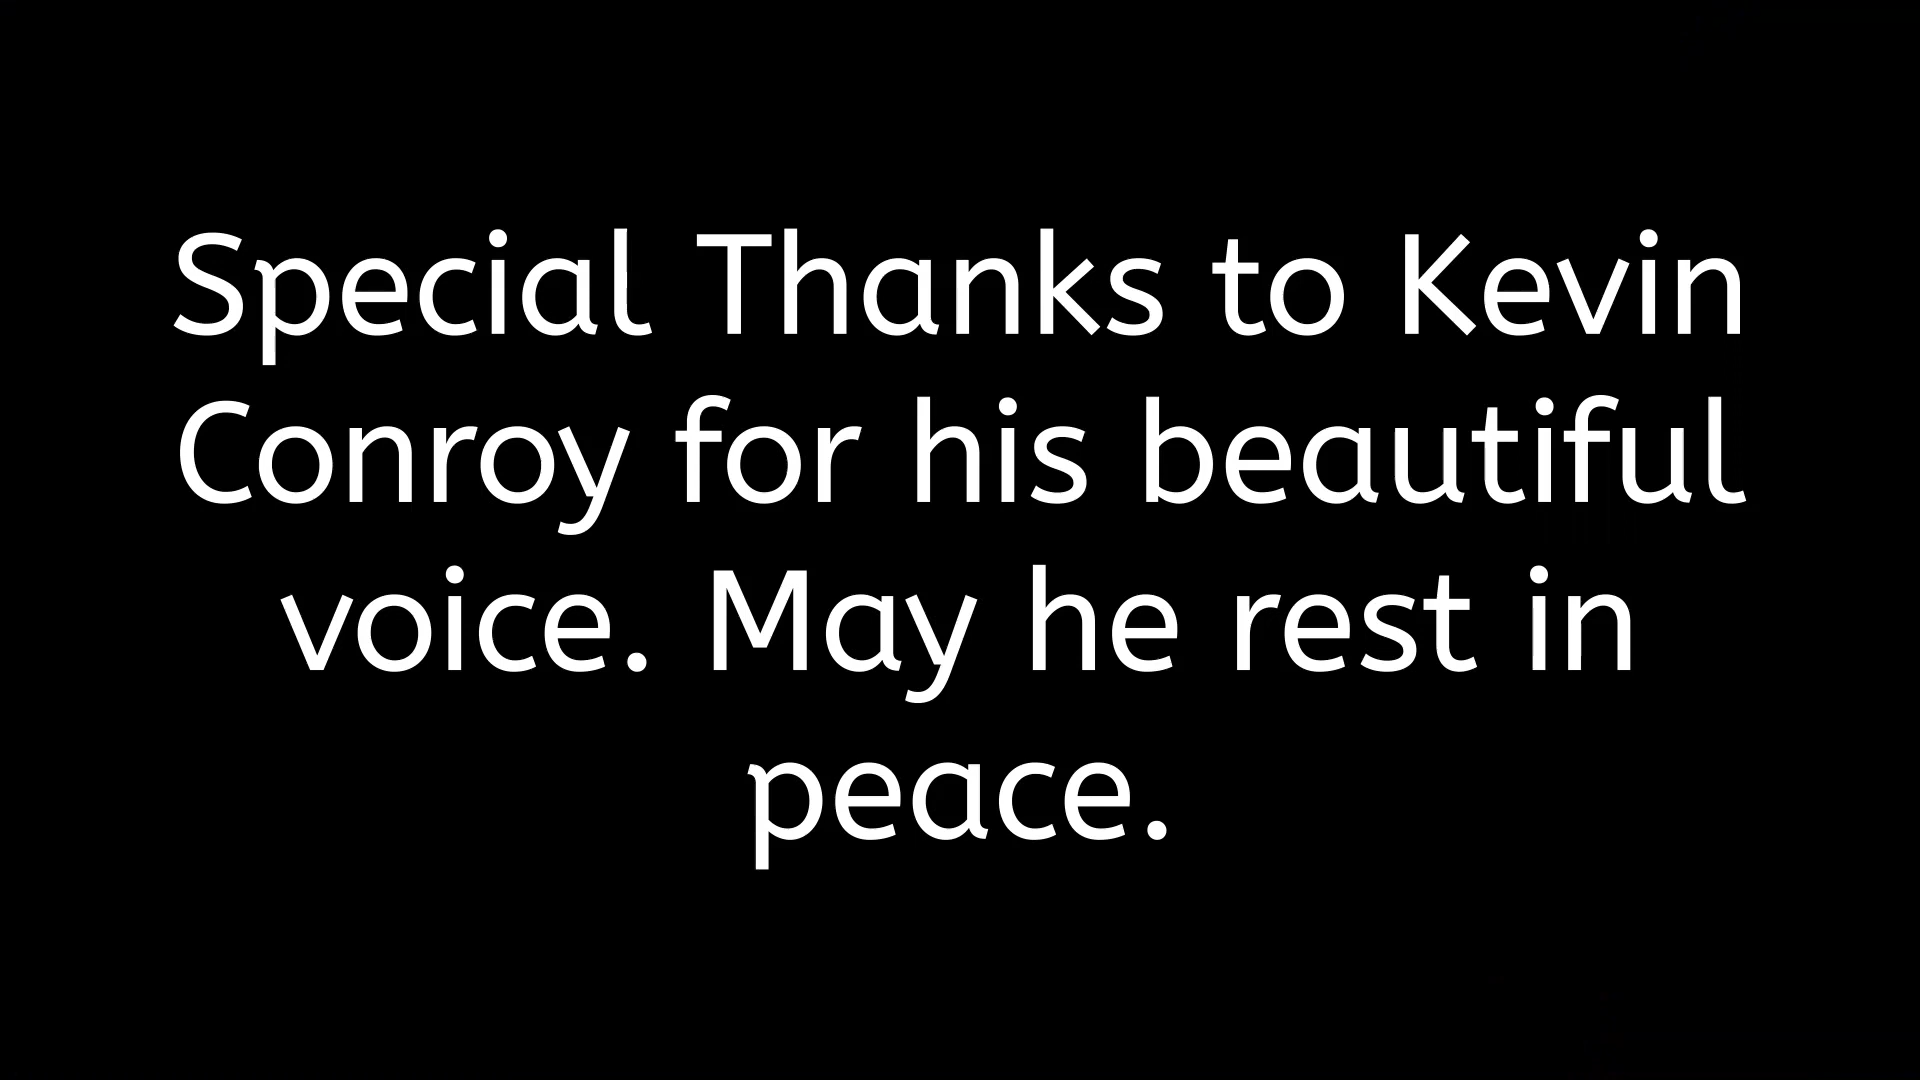 Special Thanks to Kevin
Conroy for his beautiful
voice. May he rest in
peace.